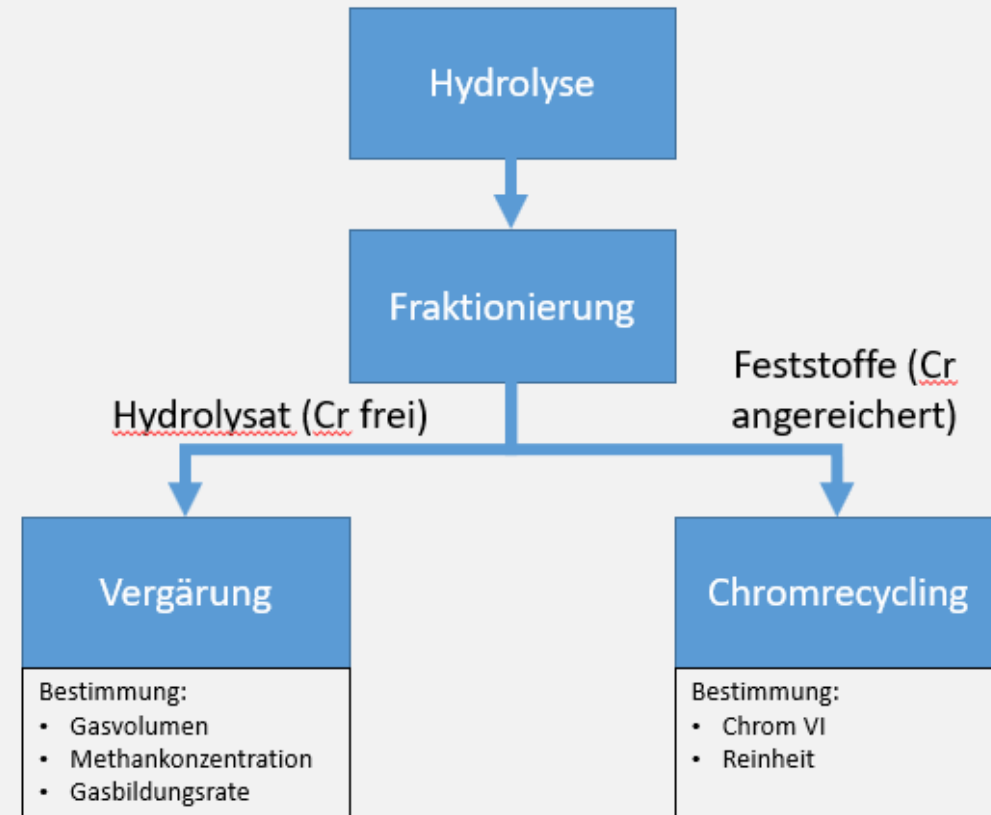 Hydrolyse
Fraktionierung
Hydrolysat (Cr frei)
Feststoffe (Cr
angereichert)
Vergärung
Bestimmung:
• Gasvolumen
• Methankonzentration
• Gasbildungsrate
Chromrecycling
Bestimmung:
• Chrom VI
• Reinheit